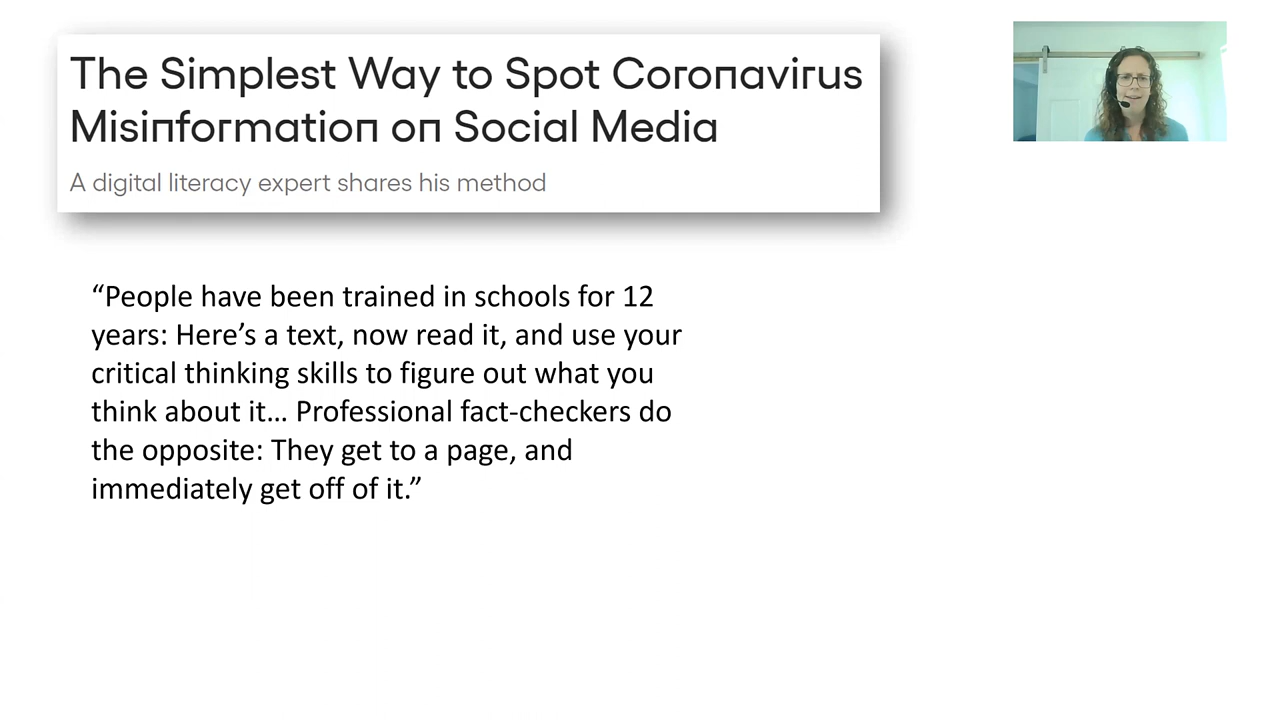 The Simplest Way to Spot Coronavirus
Misinformation on Social Media
A digital literacy expert shares his method
“People have been trained in schools for 12
years: Here’s a text, now read it, and use your
critical thinking skills to figure out what you
think about it… Professional fact-checkers do
the opposite: They get to a page, and
immediately get off of it.”